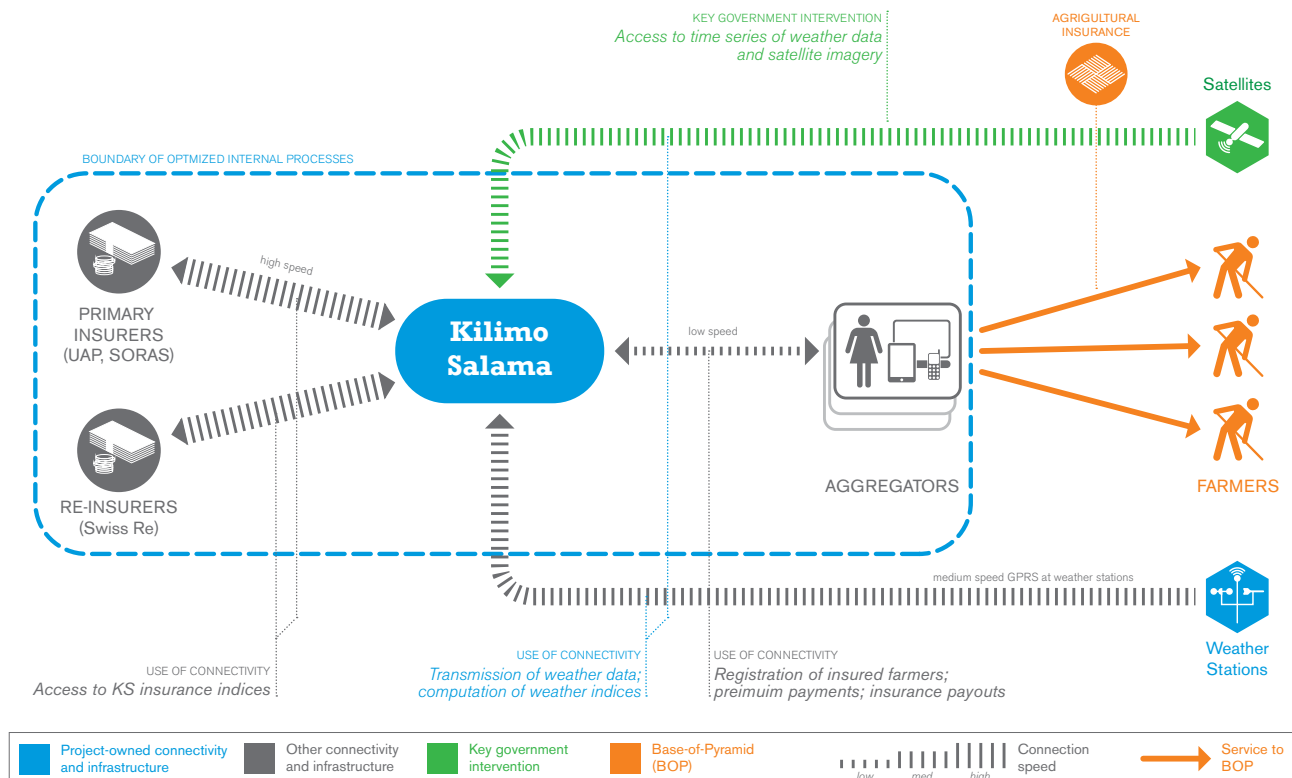 KEY GOVERNMENT INTERVENTION
Access to time series of weather data
and satellite imagery
AGRIGULTURAL
INSURANCE
Satellites
BOUNDARY OF OPTMIZED INTERNAL PROCESSES
high speed
PRIMARY
INSURERS
(UAP, SORAS)
Kilimo
Salama
low speed
RE-INSURERS
(Swiss Re)
AGGREGATORS
FARMERS
medium speed GPRS at weather stations
Weather
Stations
USE OF CONNECTIVITY
Access to KS insurance indices
USE OF CONNECTIVITY
Transmission of weather data;
computation of weather indices
USE OF CONNECTIVITY
Registration of insured farmers;
preimuim payments; insurance payouts
Project-owned connectivity
and infrastructure
Other connectivity
and infrastructure
Key government
intervention
Base-of-Pyramid
(BOP)
low
med
high
Connection
speed
Service to
BOP